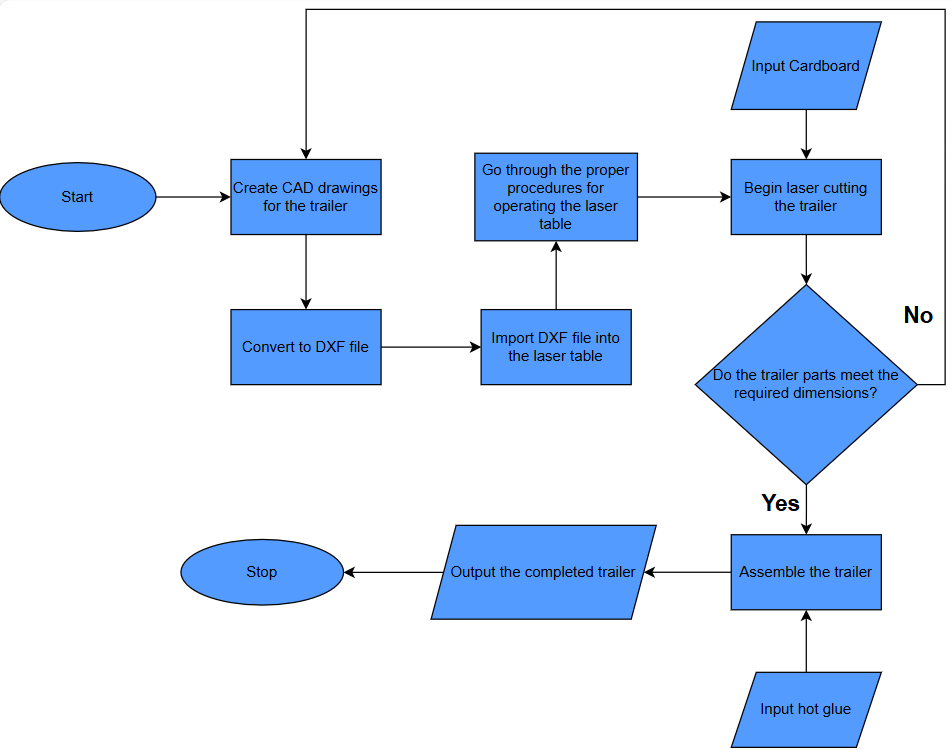 Input Cardboard
Start
Create CAD drawings
for the trailer
Go through the proper
procedures for
operating the laser
table
Begin laser cutting
the trailer
Convert to DXF file
Import DXF file into
the laser table
No
Do the trailer parts meet the
required dimensions?
Yes
Stop
Output the completed trailer
Assemble the trailer
Input hot glue